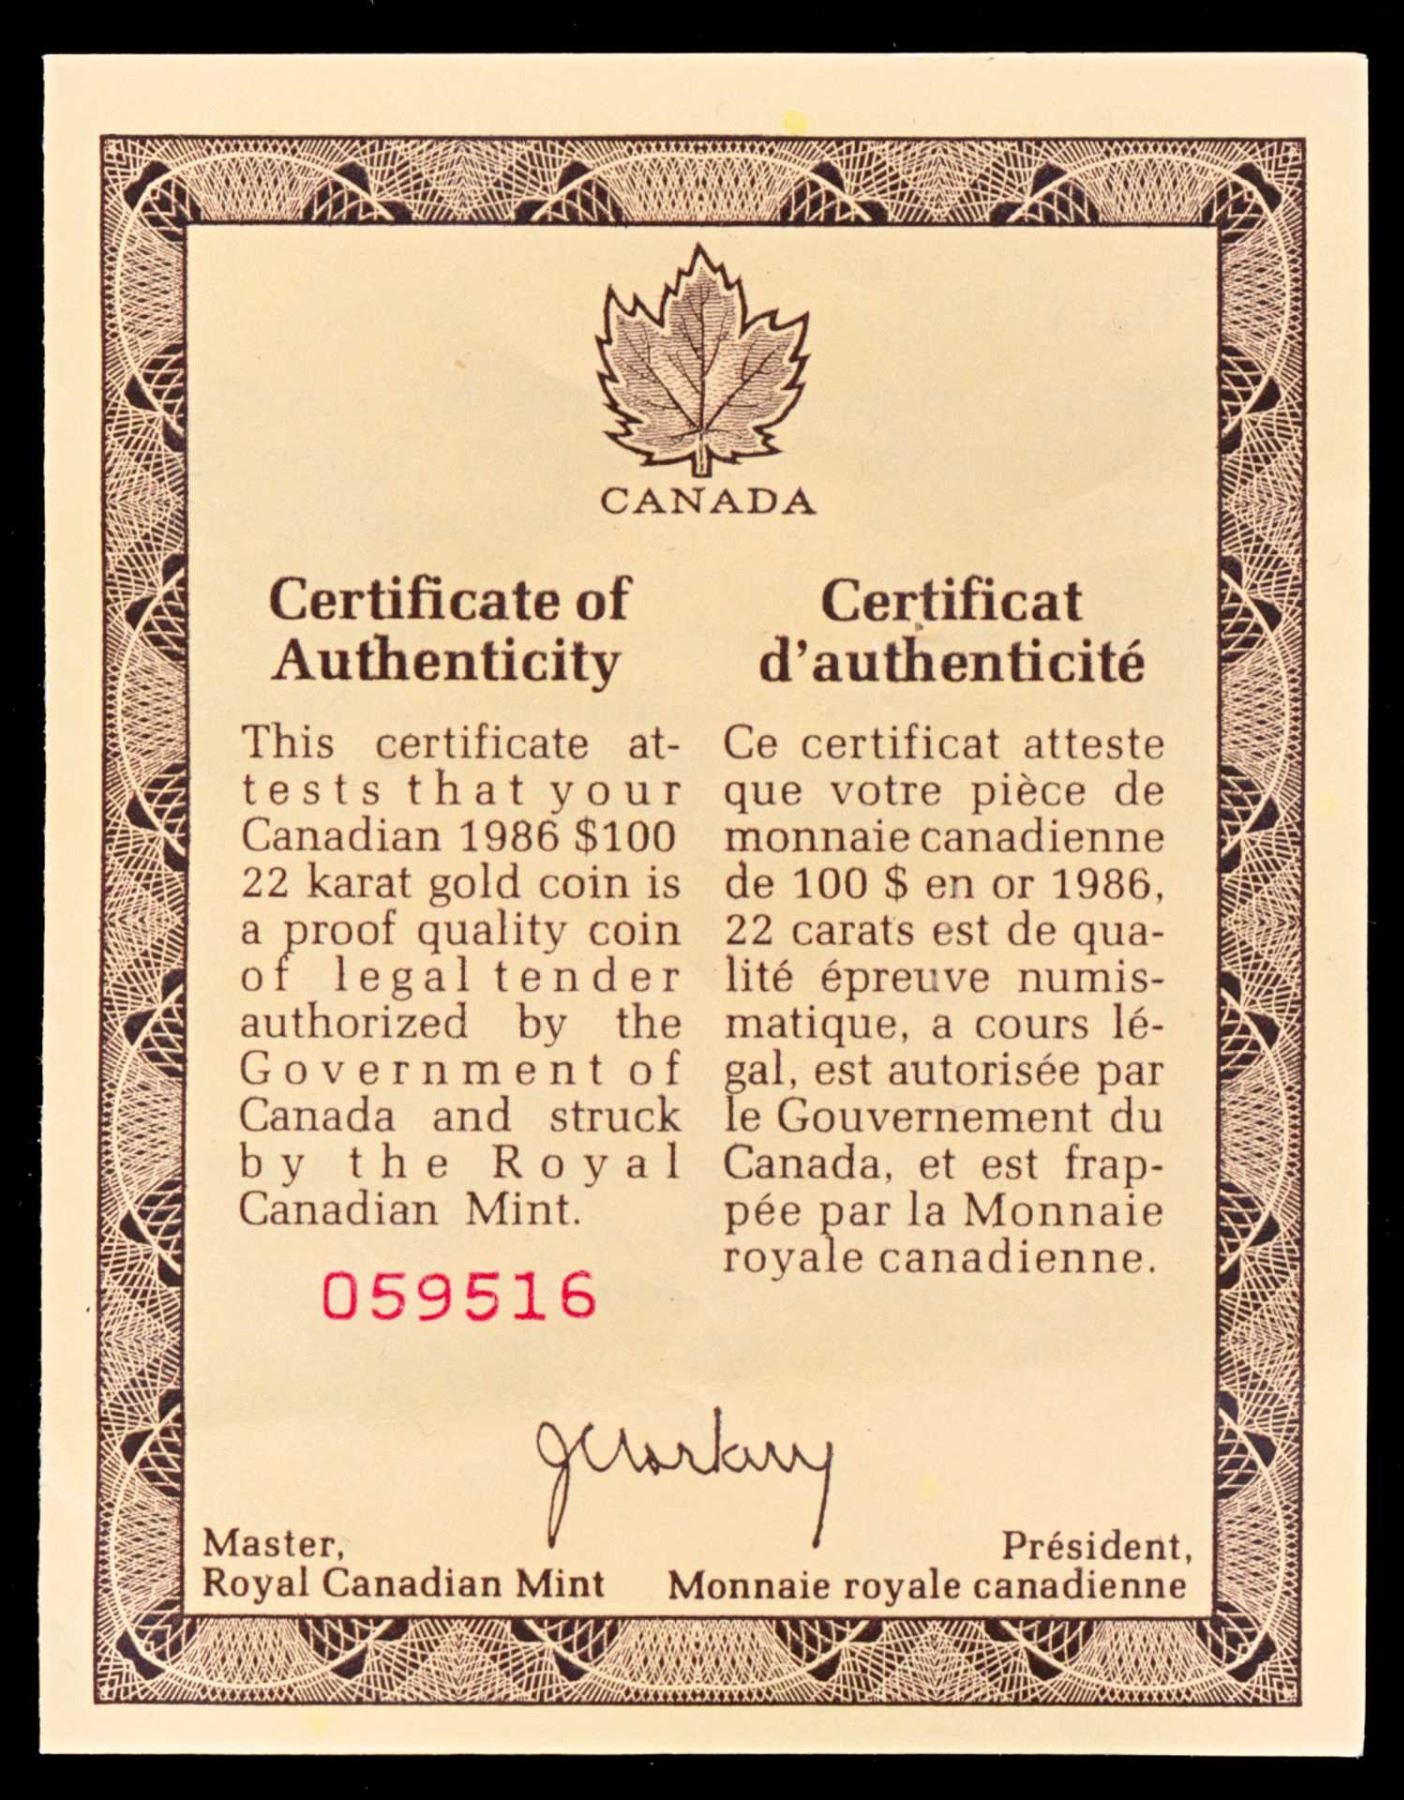 CANADA
Certificate of
Authenticity
This certificate at-
tests that your
Canadian 1986 $100
22 karat gold coin is
a proof quality coin
of legal tender
authorized by the
Government of
Canada and struck
by the Royal
Canadian Mint.
059516
Certificat
d'authenticité
Ce certificat atteste
que votre pièce de
monnaie canadienne
de 100 $ en or 1986,
22 carats est de qua-
lité épreuve numis-
matique, a cours lé-
gal, est autorisée par
le Gouvernement du
Canada, et est frap-
pée par la Monnaie
royale canadienne.
Master,
Royal Canadian Mint
Président,
Monnaie royale canadienne